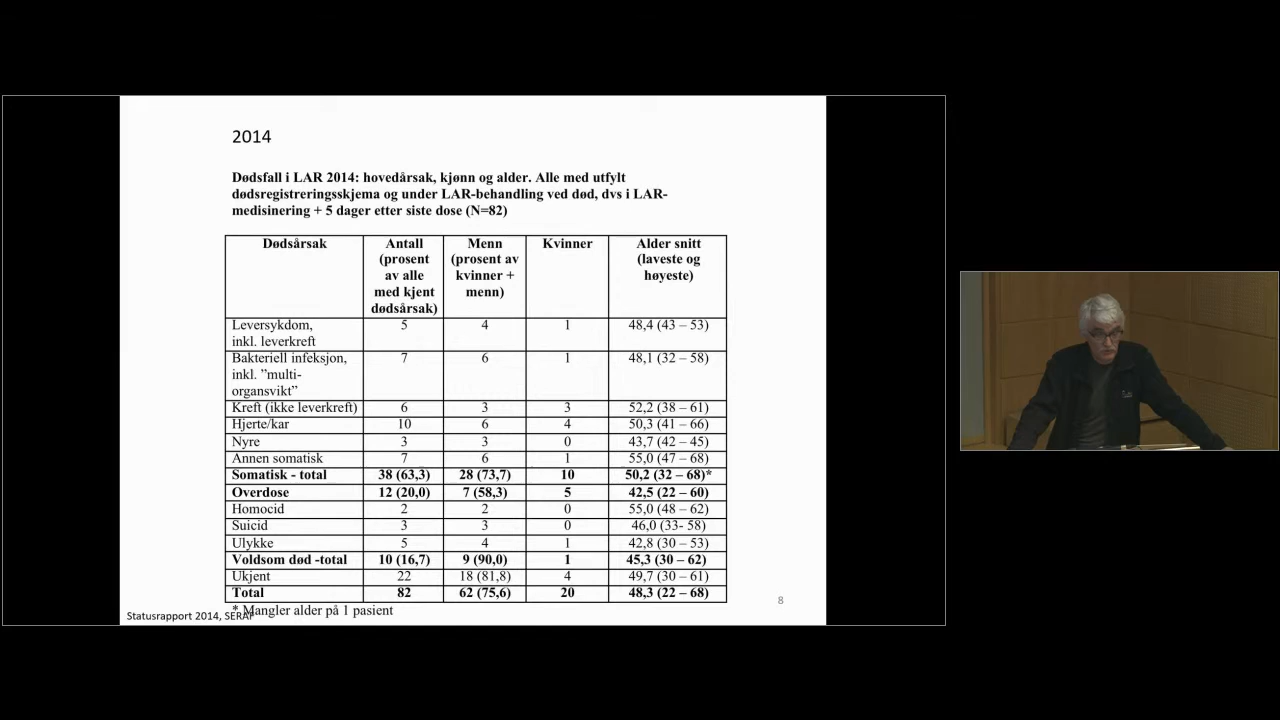 2014
Dødsfall i LAR 2014: hovedårsak, kjønn og alder. Alle med utfylt
dødsregistreringsskjema og under LAR-behandling ved død, dvs i LAR-
medisinering + 5 dager etter siste dose (N=82)
Dødsårsak Antall (prosent av alle med kjent dødsårsak) Menn (prosent av kvinner + menn) Kvinner Alder snitt (laveste og høyeste)
Leversykdom, inkl. leverkreft 5 4 1 48,4 (43 – 53)
Bakteriell infeksjon, inkl. ”multi-organsvikt” 7 6 1 48,1 (32 – 58)
Kreft (ikke leverkreft) 6 3 3 52,2 (38 – 61)
Hjerte/kar 10 6 4 50,3 (41 – 66)
Nyre 3 3 0 43,7 (42 – 45)
Annen somatisk 7 6 1 55,0 (47 – 68)
Somatisk - total 38 (63,3) 28 (73,7) 10 50,2 (32 – 68)*
Overdose 12 (20,0) 7 (58,3) 5 42,5 (22 – 60)
Homocid 2 2 0 55,0 (48 – 62)
Suicid 3 3 0 46,0 (33- 58)
Ulykke 5 4 1 42,8 (30 – 53)
Voldsom død -total 10 (16,7) 9 (90,0) 1 45,3 (30 – 62)
Ukjent 22 18 (81,8) 4 49,7 (30 – 61)
Total 82 62 (75,6) 20 48,3 (22 – 68)
* Mangler alder på 1 pasient
Statusrapport 2014, SERAF
8